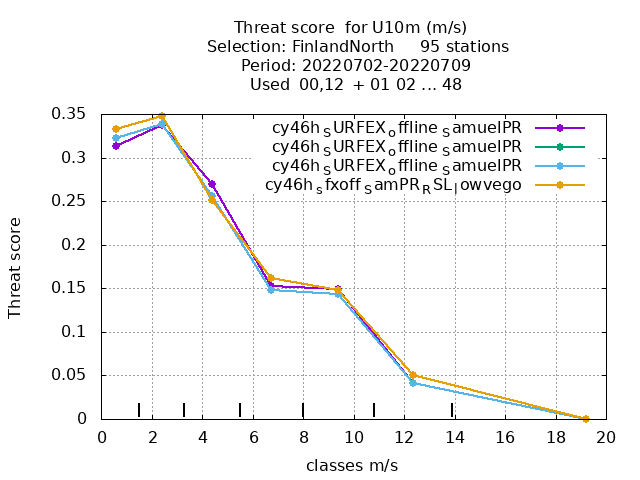 Threat score for U10m (m/s)
Selection: FinlandNorth 95 stations
Period: 20220702-20220709
Used 00,12 + 01 02 ... 48
cy46h_SURFEX_offline_SamuelPR
cy46h_SURFEX_offline_SamuelPR
cy46h_SURFEX_offline_SamuelPR
cy46h_sfxoff_SamPR_RSL_lowvego
Threat score
0.35
0.3
0.25
0.2
0.15
0.1
0.05
0
0 2 4 6 8 10 12 14 16 18 20
classes m/s